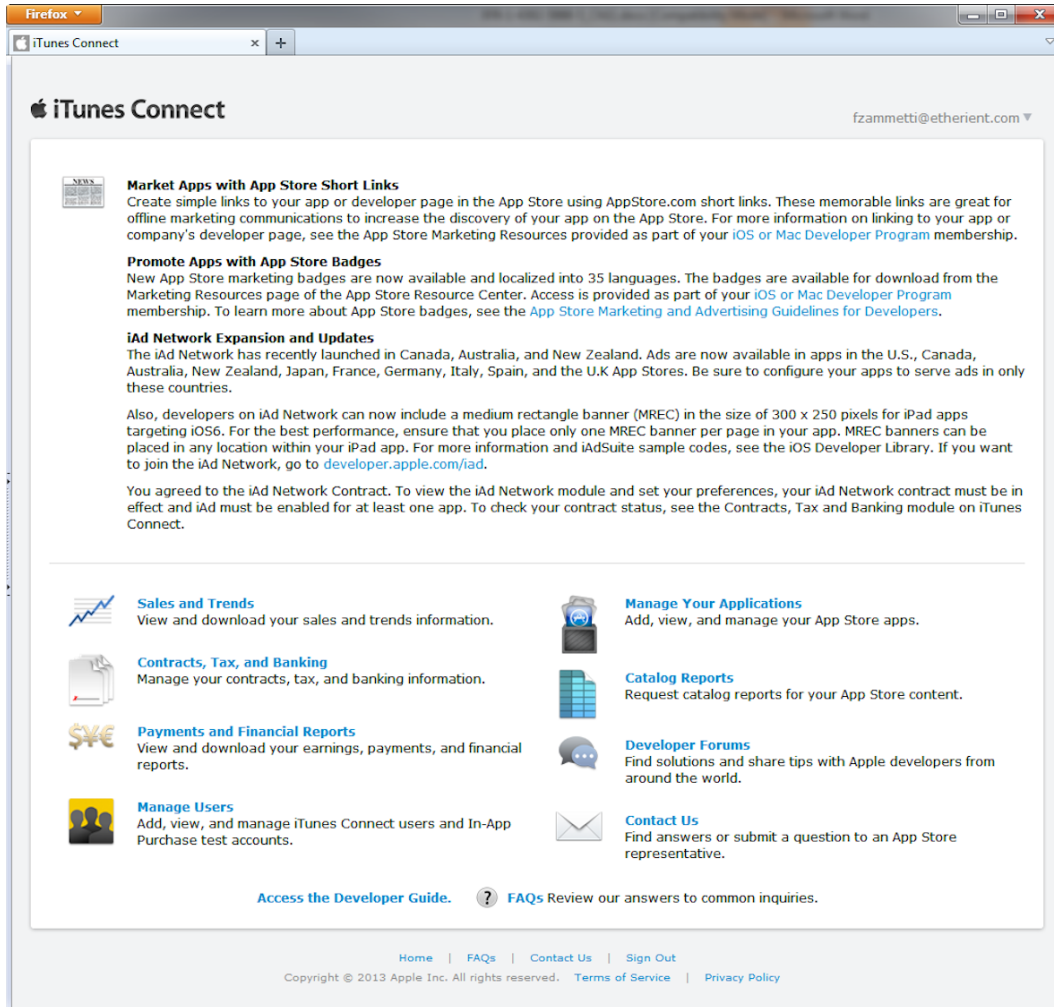 Firefox
iTunes Connect
iTunes Connect
fzammetti@etherient.com
NEWS
Market Apps with App Store Short Links
Create simple links to your app or developer page in the App Store using AppStore.com short links. These memorable links are great for
offline marketing communications to increase the discovery of your app on the App Store. For more information on linking to your app or
company's developer page, see the App Store Marketing Resources provided as part of your iOS or Mac Developer Program membership.
Promote Apps with App Store Badges
New App Store marketing badges are now available and localized into 35 languages. The badges are available for download from the
Marketing Resources page of the App Store Resource Center. Access is provided as part of your iOS or Mac Developer Program
membership. To learn more about App Store badges, see the App Store Marketing and Advertising Guidelines for Developers.
iAd Network Expansion and Updates
The iAd Network has recently launched in Canada, Australia, and New Zealand. Ads are now available in apps in the U.S., Canada,
Australia, New Zealand, Japan, France, Germany, Italy, Spain, and the U.K App Stores. Be sure to configure your apps to serve ads in only
these countries.
Also, developers on iAd Network can now include a medium rectangle banner (MREC) in the size of 300 x 250 pixels for iPad apps
targeting iOS6. For the best performance, ensure that you place only one MREC banner per page in your app. MREC banners can be
placed in any location within your iPad app. For more information and iAdSuite sample codes, see the iOS Developer Library. If you want
to join the iAd Network, go to developer.apple.com/iad.
You agreed to the iAd Network Contract. To view the iAd Network module and set your preferences, your iAd Network contract must be in
effect and iAd must be enabled for at least one app. To check your contract status, see the Contracts, Tax and Banking module on iTunes
Connect.
Sales and Trends
View and download your sales and trends information.
Contracts, Tax, and Banking
Manage your contracts, tax, and banking information.
$¥€
Payments and Financial Reports
View and download your earnings, payments, and financial
reports.
Manage Users
Add, view, and manage iTunes Connect users and In-App
Purchase test accounts.
Manage Your Applications
Add, view, and manage your App Store apps.
Catalog Reports
Request catalog reports for your App Store content.
Developer Forums
Find solutions and share tips with Apple developers from
around the world.
Contact Us
Find answers or submit a question to an App Store
representative.
Access the Developer Guide. ? FAQs Review our answers to common inquiries.
Home | FAQs | Contact Us | Sign Out
Copyright © 2013 Apple Inc. All rights reserved. Terms of Service | Privacy Policy